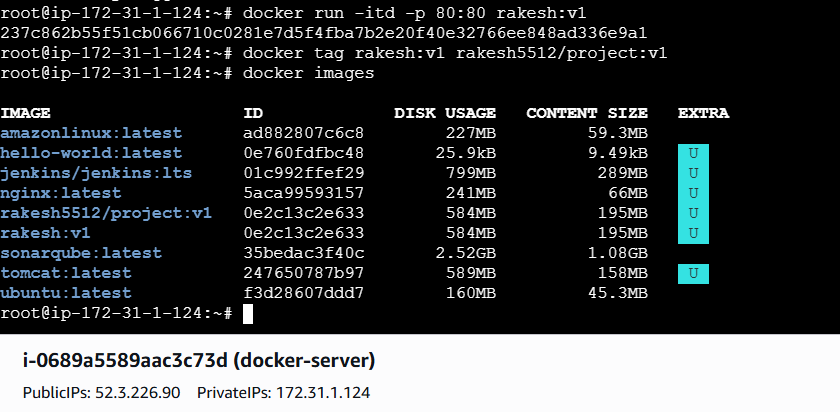 root@ip-172-31-1-124:~# docker run -itd -p 80:80 rakesh:v1
237c862b55f51cb066710c0281e7d5f4fba7b2e20f40e32766ee848ad336e9a1
root@ip-172-31-1-124:~# docker tag rakesh:v1 rakesh5512/project:v1
root@ip-172-31-1-124:~# docker images
IMAGE ID DISK USAGE CONTENT SIZE EXTRA
amazonlinux:latest ad882807c6c8 227MB 59.3MB
hello-world:latest 0e760fdfbc48 25.9kB 9.49kB U
jenkins/jenkins:lts 01c992ffef29 799MB 289MB U
nginx:latest 5aca99593157 241MB 66MB U
rakesh5512/project:v1 0e2c13c2e633 584MB 195MB U
rakesh:v1 0e2c13c2e633 584MB 195MB U
sonarqube:latest 35bedac3f40c 2.52GB 1.08GB
tomcat:latest 247650787b97 589MB 158MB U
ubuntu:latest f3d28607ddd7 160MB 45.3MB
root@ip-172-31-1-124:~#
i-0689a5589aac3c73d (docker-server)
PublicIPs: 52.3.226.90 PrivateIPs: 172.31.1.124